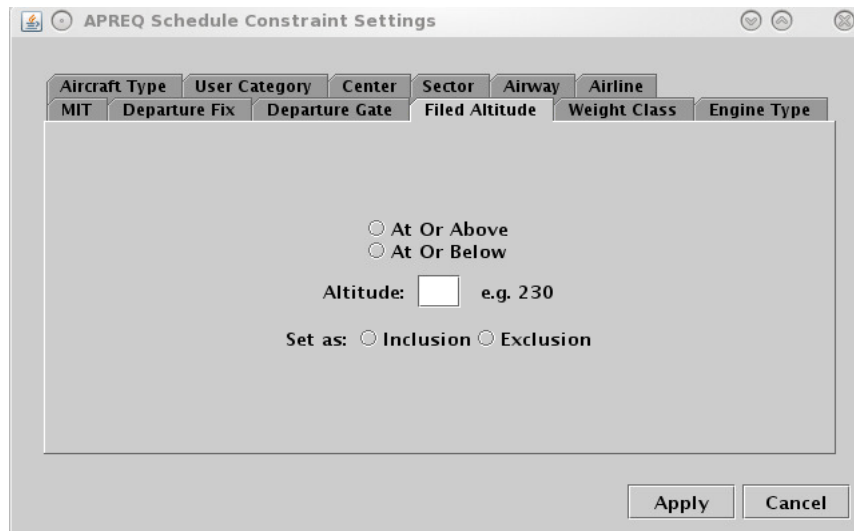 APREQ Schedule Constraint Settings
Aircraft Type User Category Center Sector Airway Airline
MIT Departure Fix Departure Gate Filed Altitude Weight Class Engine Type
At Or Above
At Or Below
Altitude: e.g. 230
Set as: Inclusion Exclusion
Apply Cancel